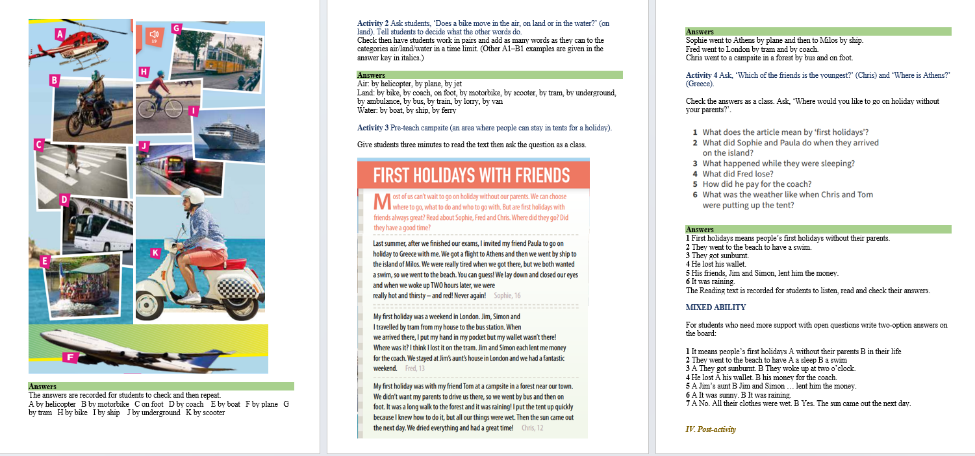 A
G
B
H
I
C
J
D
K
E
F
Answers
The answers are recorded for students to check and then repeat.
A by helicopter B by motorbike C on foot D by coach E by boat F by plane G
by tram H by bike I by ship J by underground K by scooter
Activity 2 Ask students, 'Does a bike move in the air, on land or in the water?' (on
land). Tell students to decide what the other words do.
Check then have students work in pairs and add as many words as they can to the
categories air/land/water in a time limit. (Other A1–B1 examples are given in the
answer key in italics.)
Answers
Air: by helicopter, by plane, by jet
Land: by bike, by coach, on foot, by motorbike, by scooter, by tram, by underground,
by ambulance, by bus, by train, by lorry, by van
Water: by boat, by ship, by ferry
Activity 3 Pre-teach campsite (an area where people can stay in tents for a holiday).
Give students three minutes to read the text then ask the question as a class.
FIRST HOLIDAYS WITH FRIENDS
Most of us can't wait to go on holiday without our parents. We can choose
where to go, what to do and who to go with. But are first holidays with
friends always great? Read about Sophie, Fred and Chris. Where did they go? Did
they have a good time?
Last summer, after we finished our exams, I invited my friend Paula to go on
holiday to Greece with me. We got a flight to Athens and then we went by ship to
the island of Milos. We were really tired when we got there, but we both wanted
a swim, so we went to the beach. You can guess! We lay down and closed our eyes
and when we woke up TWO hours later, we were
really hot and thirsty – and red! Never again! Sophie, 16
My first holiday was a weekend in London. Jim, Simon and
I travelled by tram from my house to the bus station. When
we arrived there, I put my hand in my pocket but my wallet wasn't there!
Where was it? I think I lost it on the tram. Jim and Simon each lent me money
for the coach. We stayed at Jim's aunt's house in London and we had a fantastic
weekend. Fred, 13
My first holiday was with my friend Tom at a campsite in a forest near our town.
We didn't want my parents to drive us there, so we went by bus and then on
foot. It was a long walk to the forest and it was raining! I put the tent up quickly
because I knew how to do it, but all our things were wet. Then the sun came out
the next day. We dried everything and had a great time! Chris, 12
Answers
Sophie went to Athens by plane and then to Milos by ship.
Fred went to London by tram and by coach.
Chris went to a campsite in a forest by bus and on foot.
Activity 4 Ask, 'Which of the friends is the youngest?' (Chris) and 'Where is Athens?'
(Greece).
Check the answers as a class. Ask, 'Where would you like to go on holiday without
your parents?'.
1 What does the article mean by 'first holidays'?
2 What did Sophie and Paula do when they arrived
on the island?
3 What happened while they were sleeping?
4 What did Fred lose?
5 How did he pay for the coach?
6 What was the weather like when Chris and Tom
were putting up the tent?
Answers
1 First holidays means people's first holidays without their parents.
2 They went to the beach to have a swim.
3 They got sunburnt.
4 He lost his wallet.
5 His friends, Jim and Simon, lent him the money.
6 It was raining.
The Reading text is recorded for students to listen, read and check their answers.
MIXED ABILITY
For students who need more support with open questions write two-option answers on
the board:
1 It means people's first holidays A without their parents B in their life
2 They went to the beach to have A a sleep B a swim
3 A They got sunburnt. B They woke up at two o'clock.
4 He lost A his wallet. B his money for the coach.
5 A Jim's aunt B Jim and Simon … lent him the money.
6 A It was sunny. B It was raining.
7 A No. All their clothes were wet. B Yes. The sun came out the next day.
IV. Post-activity